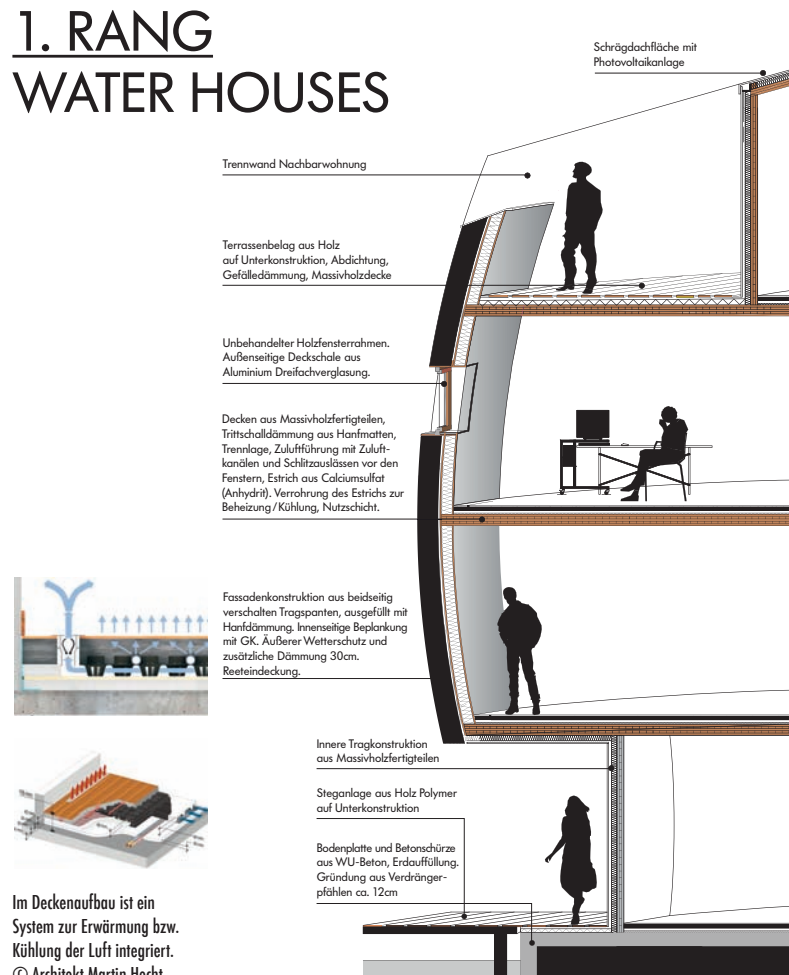 1. RANG
WATER HOUSES
Schrägdachfläche mit
Photovoltaikanlage
Trennwand Nachbarwohnung
Terrassenbelag aus Holz
auf Unterkonstruktion, Abdichtung,
Gefälledämmung, Massivholzdecke
Unbehandelter Holzfensterrahmen.
Außenseitige Deckschale aus
Aluminium Dreifachverglasung.
Decken aus Massivholzfertigteilen,
Trittschalldämmung aus Hanfmatten,
Trennlage, Zuluftführung mit Zuluft-
kanälen und Schlitzauslässen vor den
Fenstern, Estrich aus Calciumsulfat
(Anhydrit). Verrohrung des Estrichs zur
Beheizung/Kühlung, Nutzschicht.
Fassadenkonstruktion aus beidseitig
verschalten Tragspanten, ausgefüllt mit
Hanfdämmung. Innenseitige Beplankung
mit GK. Äußerer Wetterschutz und
zusätzliche Dämmung 30cm.
Reeteindeckung.
Innere Tragkonstruktion
aus Massivholzfertigteilen
Steganlage aus Holz Polymer
auf Unterkonstruktion
Bodenplatte und Betonschürze
aus WU-Beton, Erdauffüllung.
Gründung aus Verdränger-
pfählen ca. 12cm
Im Deckenaufbau ist ein
System zur Erwärmung bzw.
Kühlung der Luft integriert.
© Architekt Martin Hecht